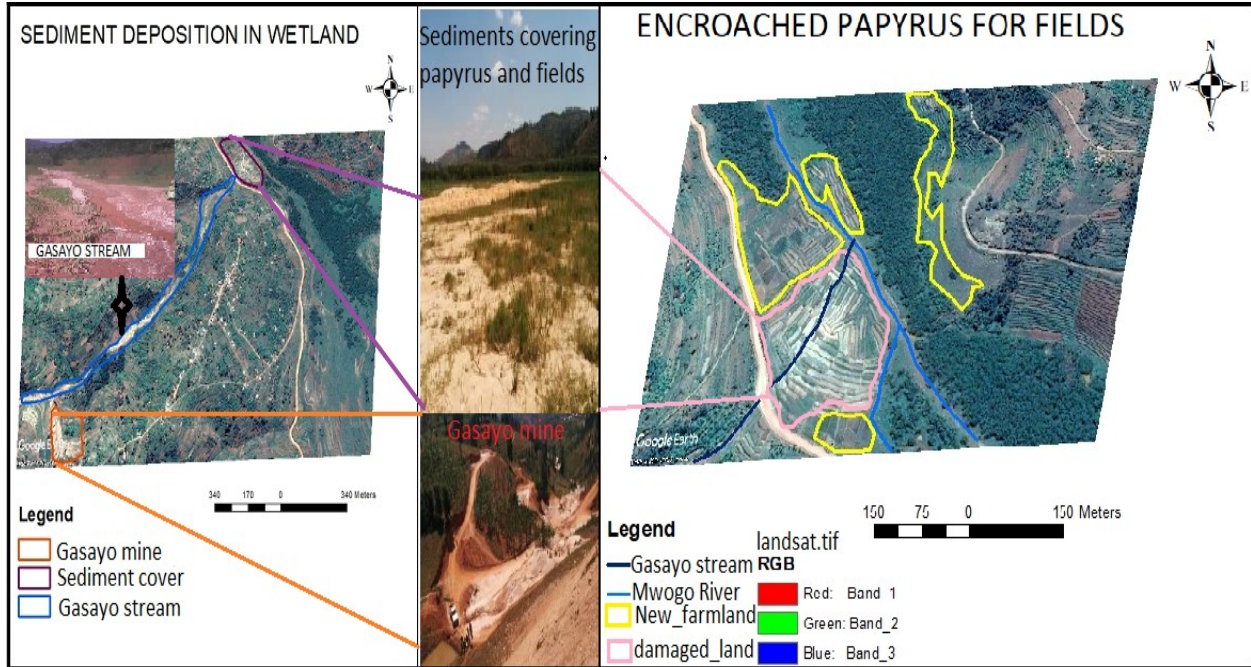 SEDIMENT DEPOSITION IN WETLAND
N
W E
S
GASAYO STREAM
Google Earth
340 170 0 340 Meters
Legend
Gasayo mine
Sediment cover
Gasayo stream
Sediments covering
papyrus and fields
Gasayo mine
ENCROACHED PAPYRUS FOR FIELDS
N
W E
S
Google Earth
150 75 0 150 Meters
Legend
Gasayo stream
Mwogo River
New_farmland
damaged_land
landsat.tif
RGB
Red: Band_1
Green: Band_2
Blue: Band_3